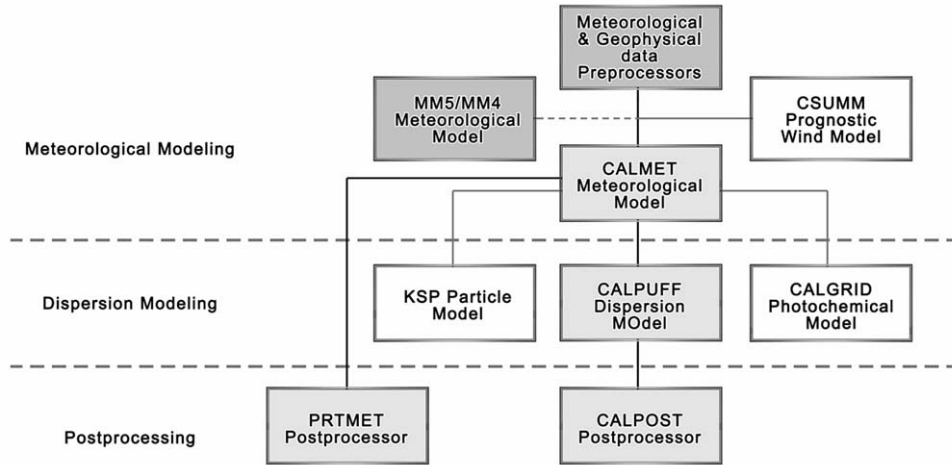 Meteorological
& Geophysical
data
Preprocessors
MM5/MM4
Meteorological
Model
CSUMM
Prognostic
Wind Model
Meteorological Modeling
CALMET
Meteorological
Model
Dispersion Modeling
KSP Particle
Model
CALPUFF
Dispersion
MOdel
CALGRID
Photochemical
Model
Postprocessing
PRTMET
Postprocessor
CALPOST
Postprocessor